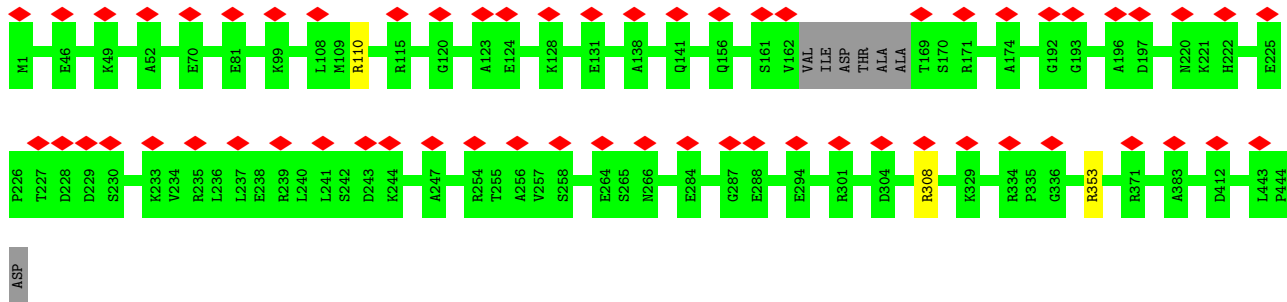 M1 E46 K49 A52 E70 E81 K99 L108 M109 R110 R115 G120 A123 E124 K128 E131 A138 Q141 Q156 S161 V162 VAL ILE ASP THR ALA ALA T169 S170 R171 A174 G192 G193 A196 D197 N220 K221 H222 E225
P226 T227 D228 D229 S230 K233 V234 R235 L236 L237 E238 R239 L240 L241 S242 D243 K244 A247 R254 T255 A256 V257 S258 E264 S265 N266 E284 G287 E288 E294 R301 D304 R308 K329 R334 P335 G336 R353 R371 A383 D412 L443 P444
ASP